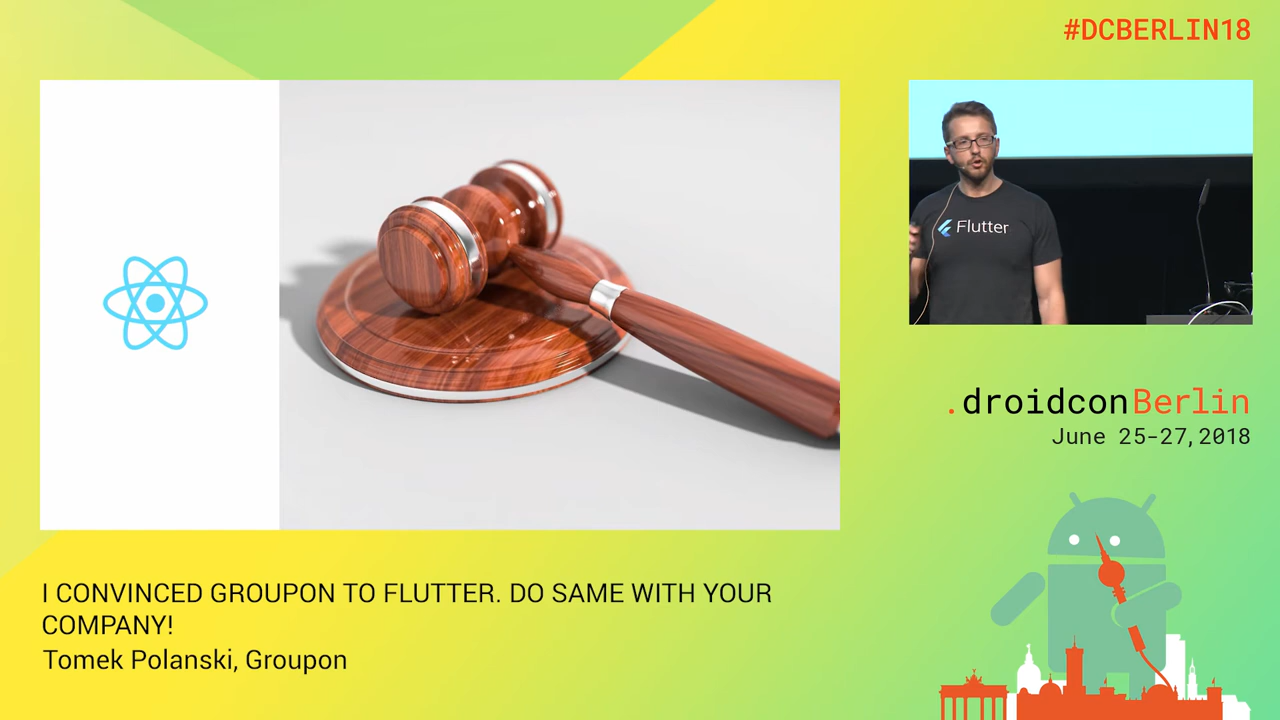 #DCBERLIN18
Flutter
.droidconBerlin
June 25-27, 2018
I CONVINCED GROUPON TO FLUTTER. DO SAME WITH YOUR
COMPANY!
Tomek Polanski, Groupon